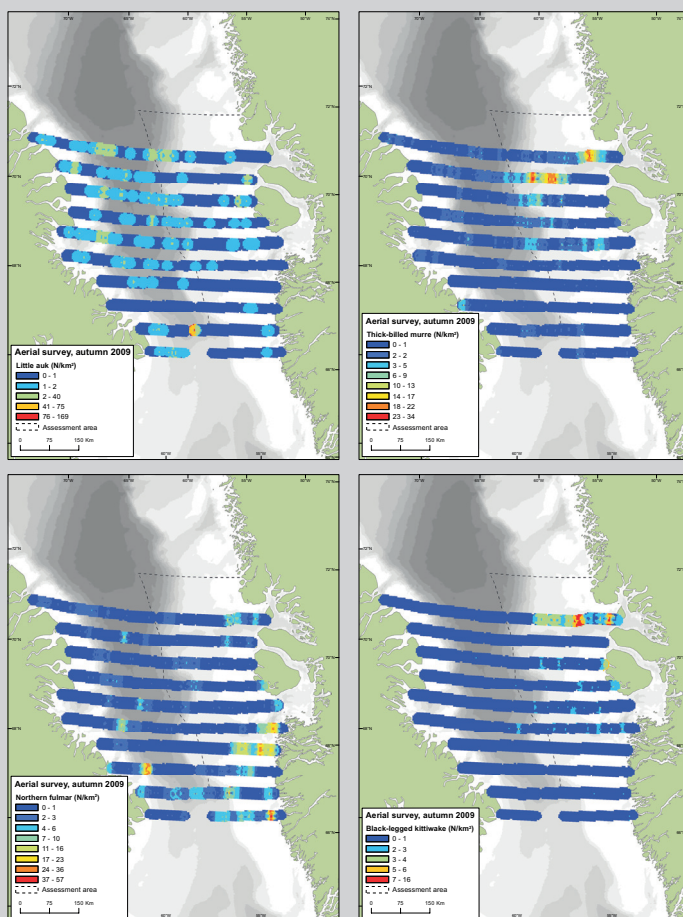 Aerial survey, autumn 2009
Little auk (N/km²)
0 - 1
1 - 2
2 - 40
41 - 75
76 - 169
Assessment area
0 75 150 Km
Aerial survey, autumn 2009
Thick-billed murre (N/km²)
0 - 1
2 - 2
3 - 5
6 - 9
10 - 13
14 - 17
18 - 22
23 - 34
Assessment area
0 75 150 Km
Aerial survey, autumn 2009
Northern fulmar (N/km²)
0 - 1
2 - 3
4 - 6
7 - 10
11 - 16
17 - 23
24 - 36
37 - 57
Assessment area
0 75 150 Km
Aerial survey, autumn 2009
Black-legged kittiwake (N/km²)
0 - 1
2 - 3
3 - 4
5 - 6
7 - 16
Assessment area
0 75 150 Km